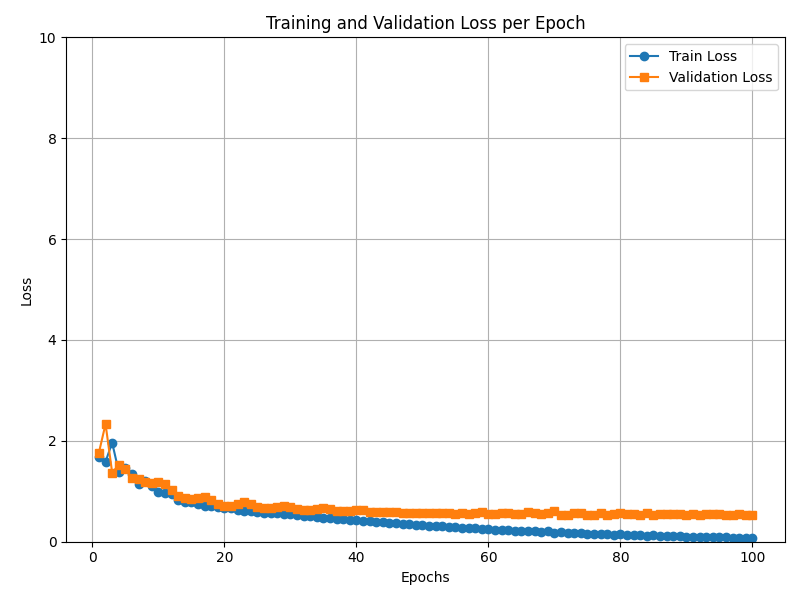 Training and Validation Loss per Epoch
Train Loss
Validation Loss
Loss
10
8
6
4
2
0
0 20 40 60 80 100
Epochs